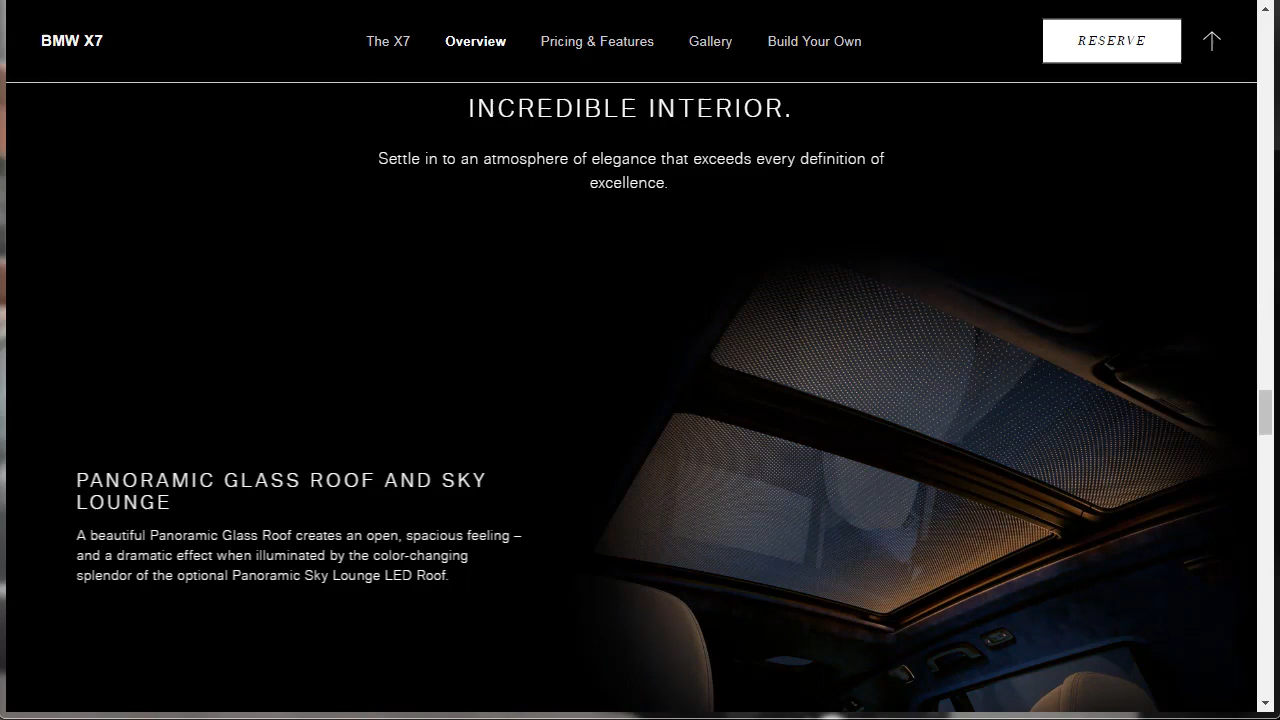 BMW X7
The X7
Overview
Pricing & Features
Gallery
Build Your Own
RESERVE
INCREDIBLE INTERIOR.
Settle in to an atmosphere of elegance that exceeds every definition of
excellence.
PANORAMIC GLASS ROOF AND SKY
LOUNGE
A beautiful Panoramic Glass Roof creates an open, spacious feeling –
and a dramatic effect when illuminated by the color-changing
splendor of the optional Panoramic Sky Lounge LED Roof.